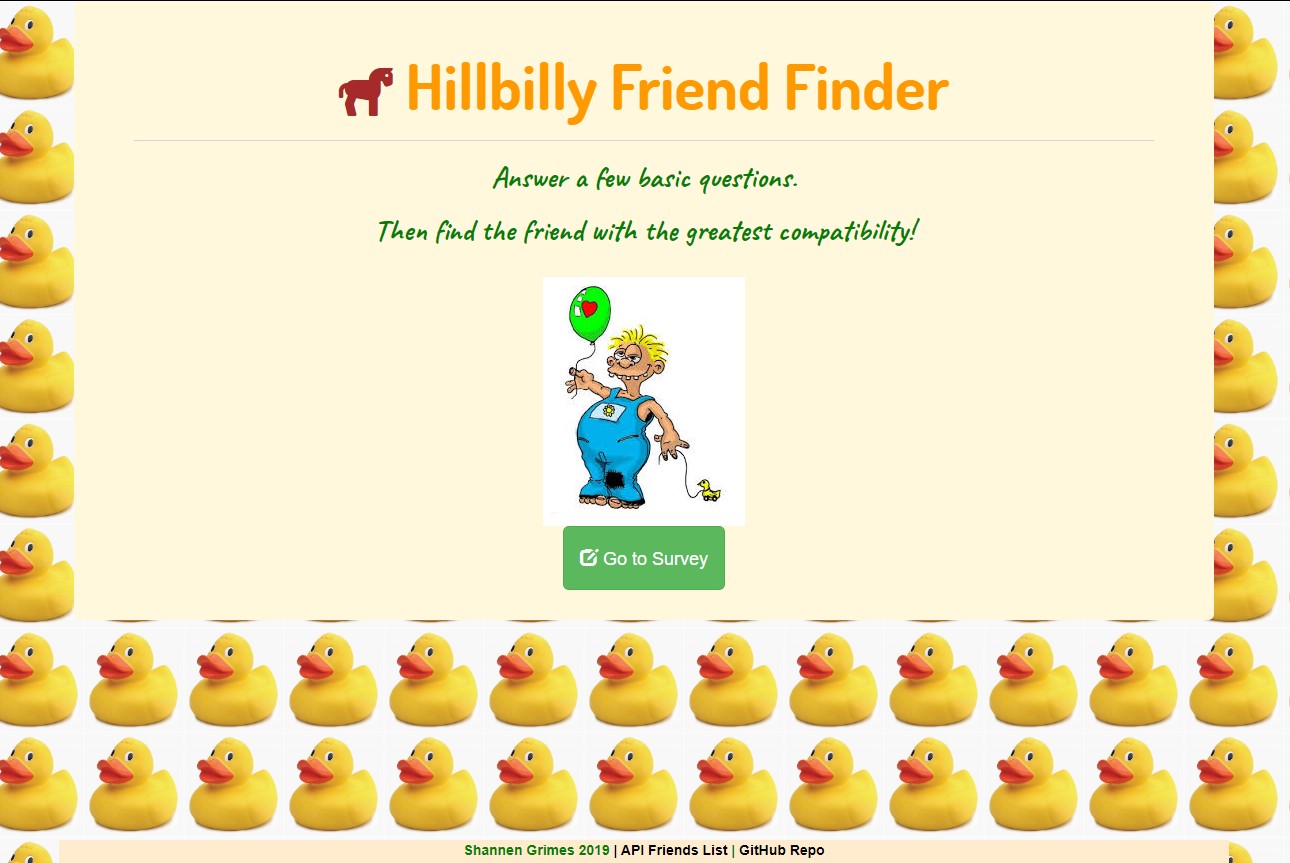 Hillbilly Friend Finder
Answer a few basic questions.
Then find the friend with the greatest compatibility!
Go to Survey
Shannen Grimes 2019 | API Friends List | GitHub Repo